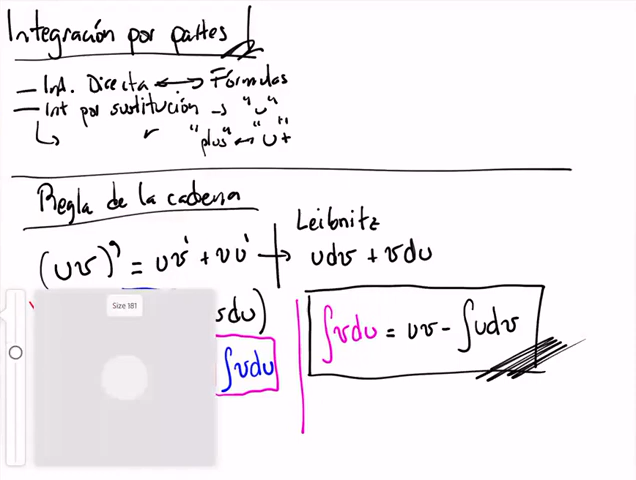 Integración por partes
— Int. Directa ↔ Fórmulas
— Int por sustitución → "u"
"plus" ← "u+"
Regla de la cadena
Leibnitz
(uv)' = uv' + vu' → udv + vdu
du)
Size 181
∫vdu
∫vdu = uv - ∫udv